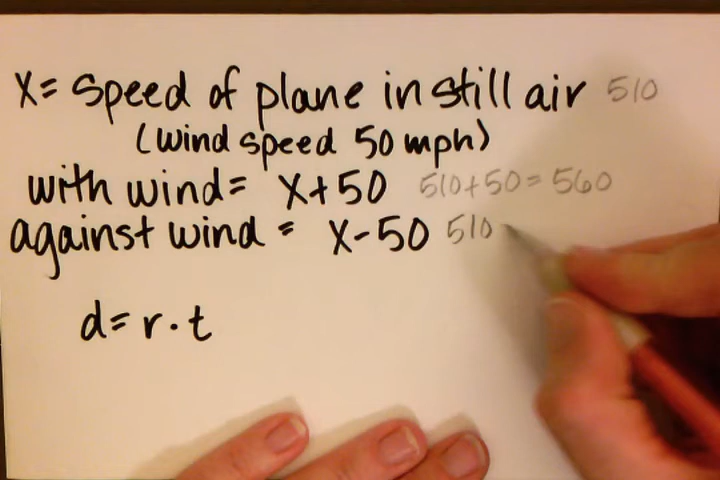 x= speed of plane in still air 510
(wind speed 50 mph)
with wind= x+50 510+50=560
against wind = x-50 510
d= r·t